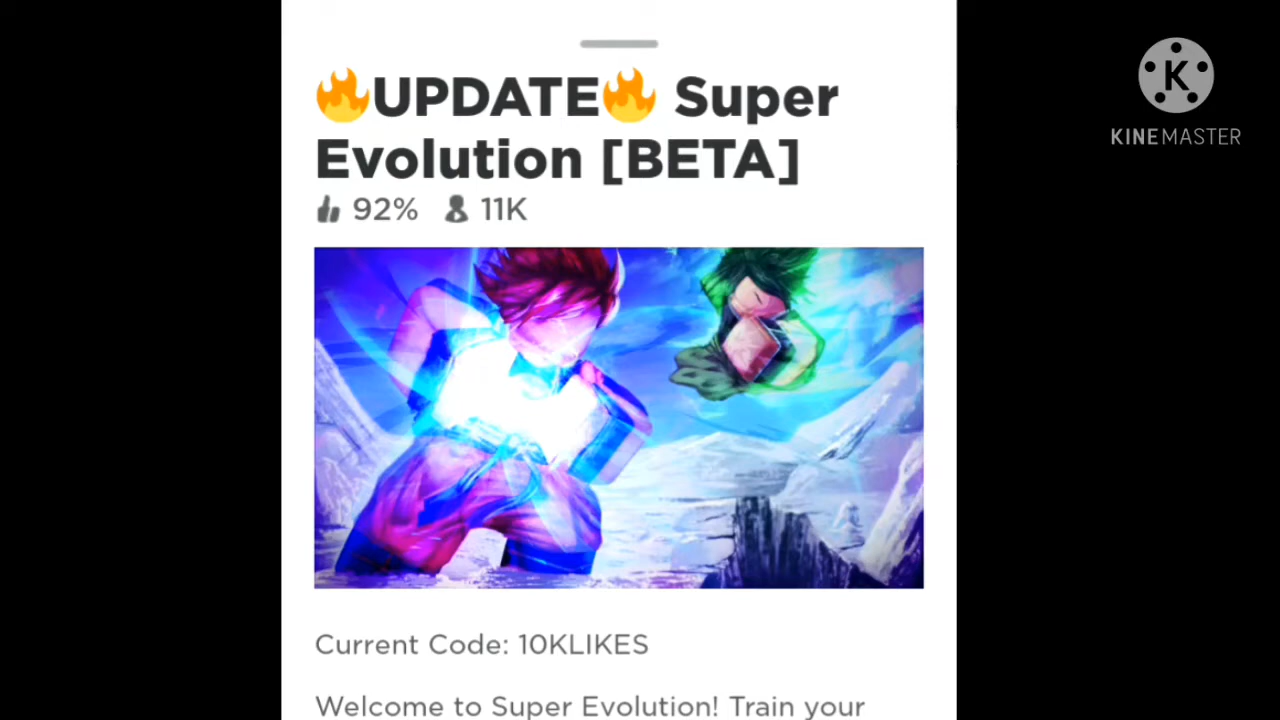 🔥UPDATE🔥 Super
Evolution [BETA]
92% 11K
K
KINEMASTER
Current Code: 10KLIKES
Welcome to Super Evolution! Train your